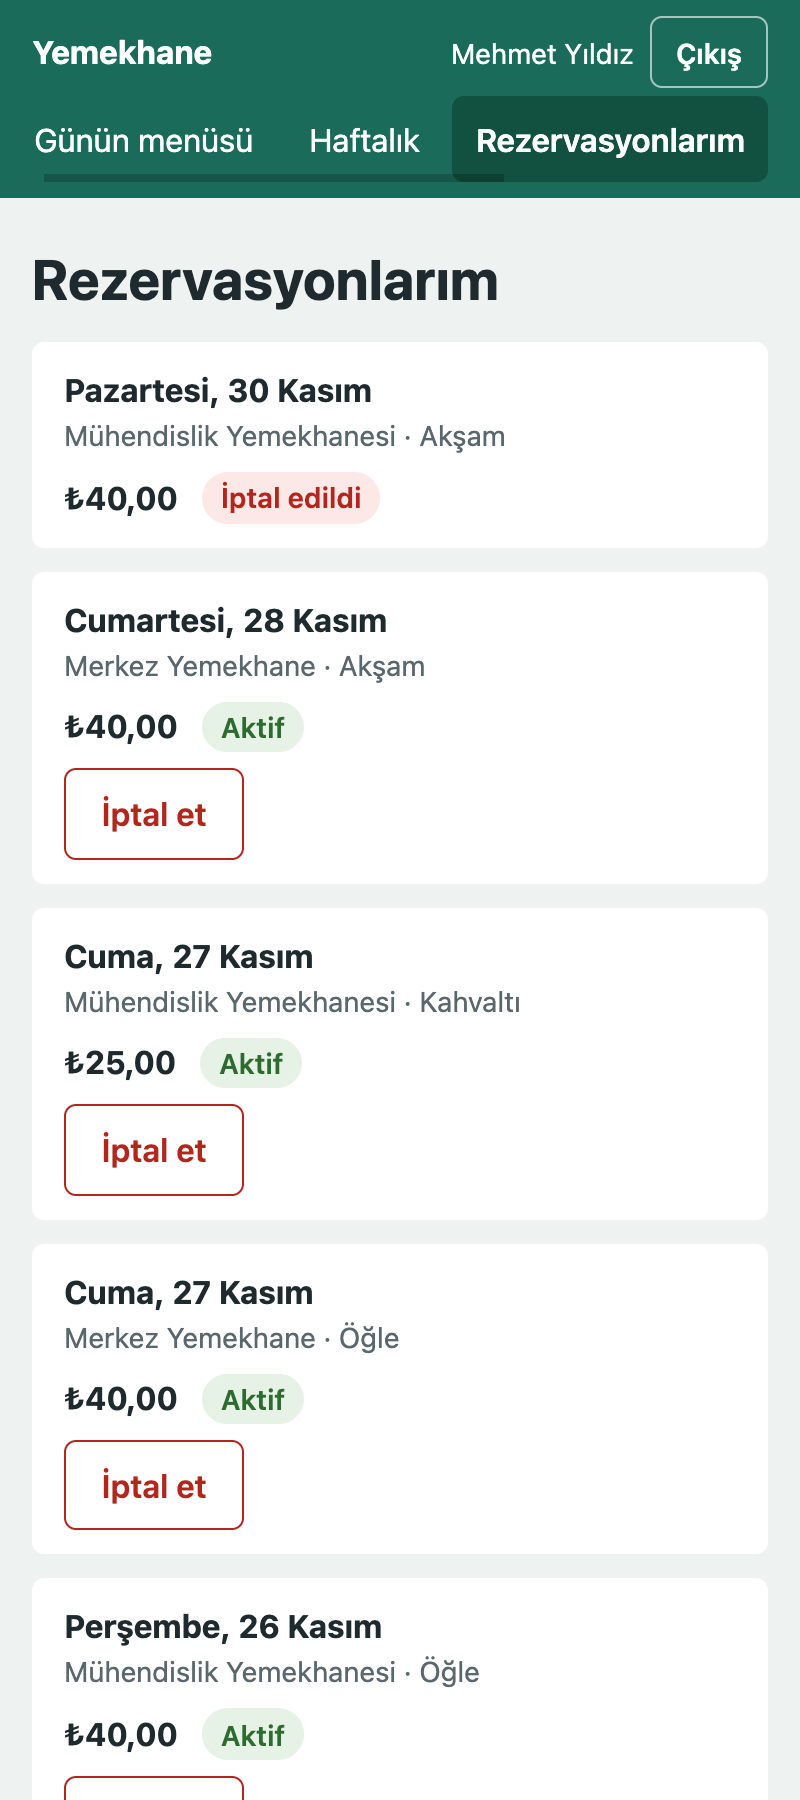 Yemekhane
Mehmet Yıldız
Çıkış
Günün menüsü
Haftalık
Rezervasyonlarım
Rezervasyonlarım
Pazartesi, 30 Kasım
Mühendislik Yemekhanesi · Akşam
₺40,00
İptal edildi
Cumartesi, 28 Kasım
Merkez Yemekhane · Akşam
₺40,00
Aktif
İptal et
Cuma, 27 Kasım
Mühendislik Yemekhanesi · Kahvaltı
₺25,00
Aktif
İptal et
Cuma, 27 Kasım
Merkez Yemekhane · Öğle
₺40,00
Aktif
İptal et
Perşembe, 26 Kasım
Mühendislik Yemekhanesi · Öğle
₺40,00
Aktif